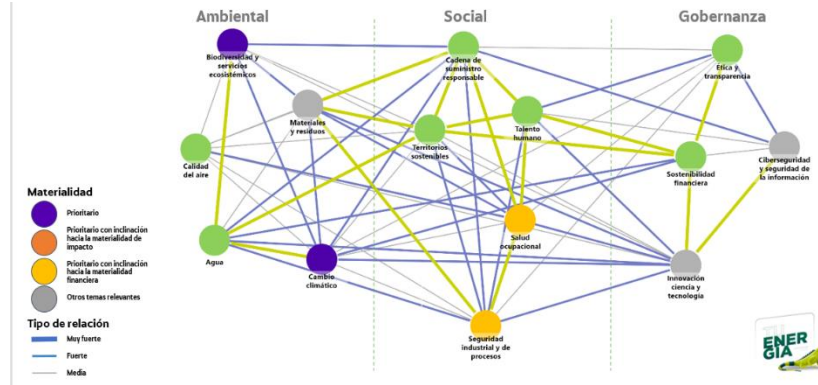 Ambiental
Social
Gobernanza
Biodiversidad y
servicios
ecosistémicos
Cadena de
suministro
responsable
Ética y
transparencia
Materiales
y residuos
Talento
humano
Territorios
sostenibles
Calidad
del aire
Sostenibilidad
financiera
Ciberseguridad
y seguridad de
la información
Materialidad
Prioritario
Prioritario con inclinación
hacia la materialidad de
impacto
Prioritario con inclinación
hacia la materialidad
financiera
Otros temas relevantes
Salud
ocupacional
Agua
Cambio
climático
Innovación
ciencia y
tecnología
Tipo de relación
Muy fuerte
Fuerte
Media
Seguridad
industrial y de
procesos
ENER
GÍA